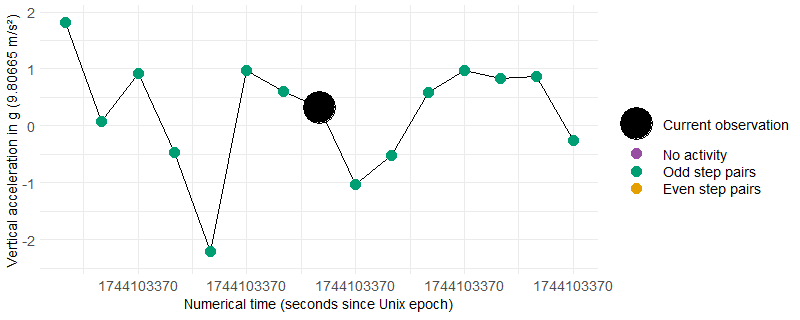 Vertical acceleration in g (9.80665 m/s²)
2
1
0
-1
-2
1744103370 1744103370 1744103370 1744103370 1744103370
Numerical time (seconds since Unix epoch)
Current observation
No activity
Odd step pairs
Even step pairs